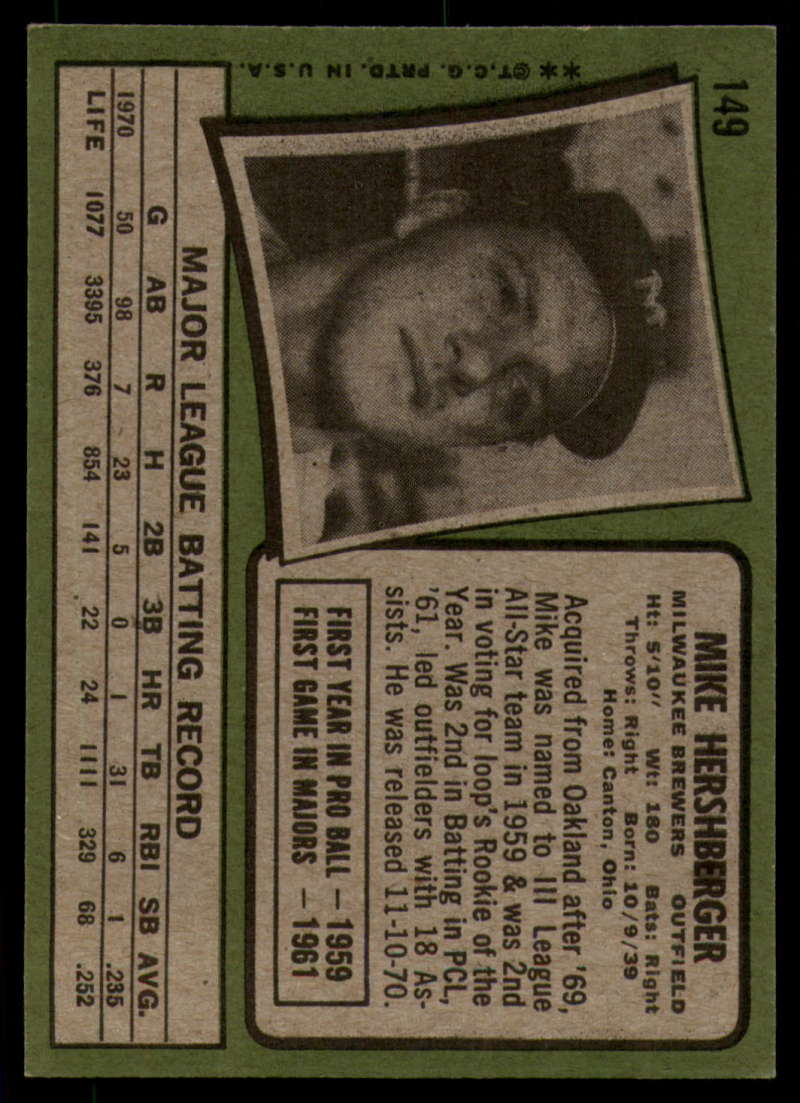 149
**©T.C.G. PRTD. IN U.S.A.
M
MIKE HERSHBERGER
MILWAUKEE BREWERS OUTFIELD
Ht: 5'10" Wt: 180 Bats: Right
Throws: Right Born: 10/9/39
Home: Canton, Ohio
Acquired from Oakland after '69,
Mike was named to III League
All-Star team in 1959 & was 2nd
in voting for loop's Rookie of the
Year. Was 2nd in Batting in PCL,
'61, led outfielders with 18 As-
sists. He was released 11-10-70.
FIRST YEAR IN PRO BALL — 1959
FIRST GAME IN MAJORS — 1961
MAJOR LEAGUE BATTING RECORD
G AB R H 2B 3B HR TB RBI SB AVG.
1970 50 98 7 23 5 0 1 31 6 1 .235
LIFE 1077 3395 376 854 141 22 24 1111 329 68 .252